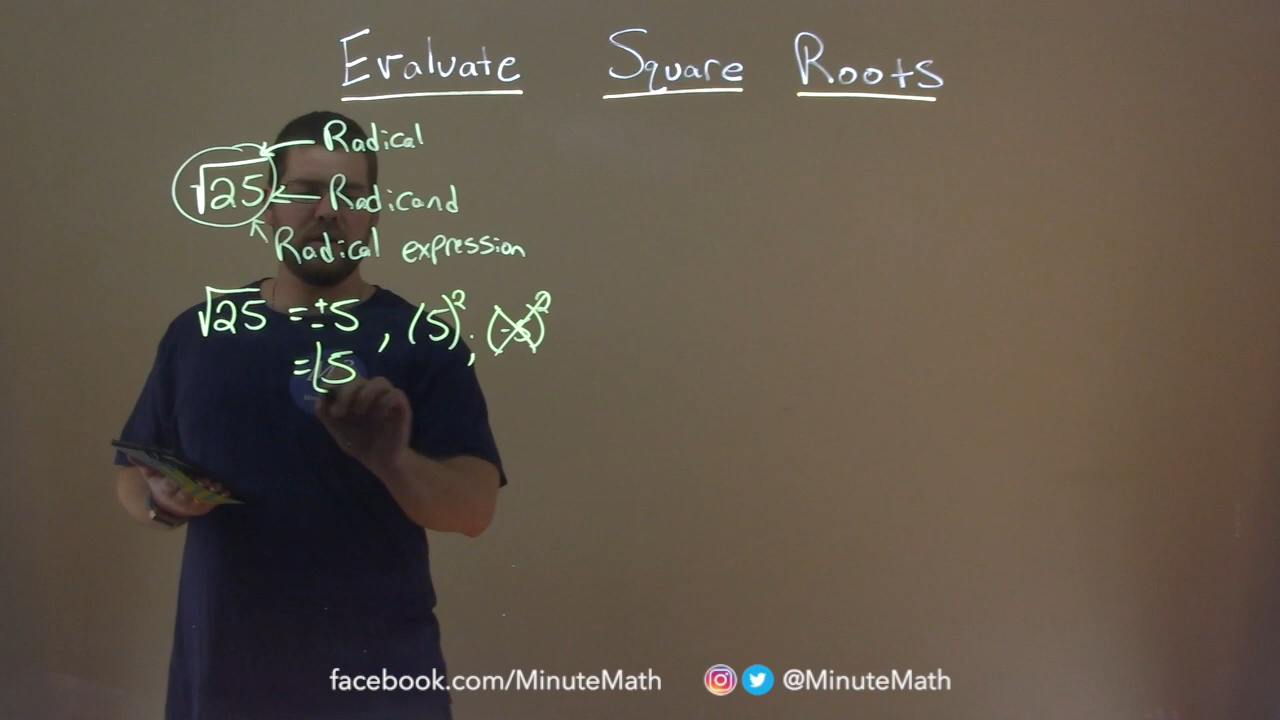 Evaluate Square Roots
√25 ← Radical
← Radicand
Radical expression
√25 = ±5 , (5)² ; (-5)²
= 5
facebook.com/MinuteMath @MinuteMath